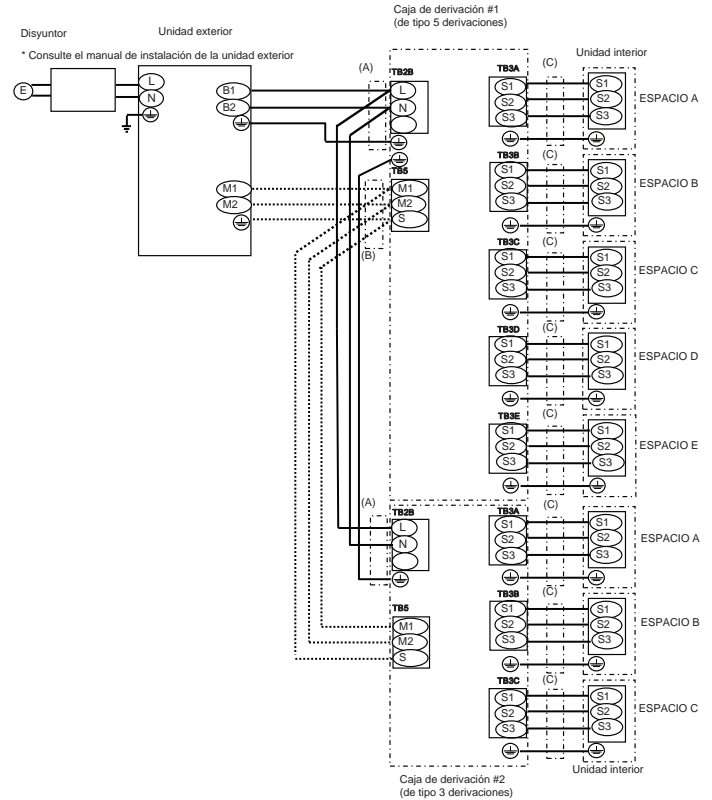 Caja de derivación #1
(de tipo 5 derivaciones)
Disyuntor
Unidad exterior
* Consulte el manual de instalación de la unidad exterior
Unidad interior
E
L
N
B1
B2
M1
M2
(A)
TB2B
L
N
TB5
M1
M2
S
(B)
TB3A
S1
S2
S3
(C)
S1
S2
S3
ESPACIO A
TB3B
S1
S2
S3
(C)
S1
S2
S3
ESPACIO B
TB3C
S1
S2
S3
(C)
S1
S2
S3
ESPACIO C
TB3D
S1
S2
S3
(C)
S1
S2
S3
ESPACIO D
TB3E
S1
S2
S3
(C)
S1
S2
S3
ESPACIO E
(A)
TB2B
L
N
TB5
M1
M2
S
TB3A
S1
S2
S3
(C)
S1
S2
S3
ESPACIO A
TB3B
S1
S2
S3
(C)
S1
S2
S3
ESPACIO B
TB3C
S1
S2
S3
(C)
S1
S2
S3
ESPACIO C
Unidad interior
Caja de derivación #2
(de tipo 3 derivaciones)